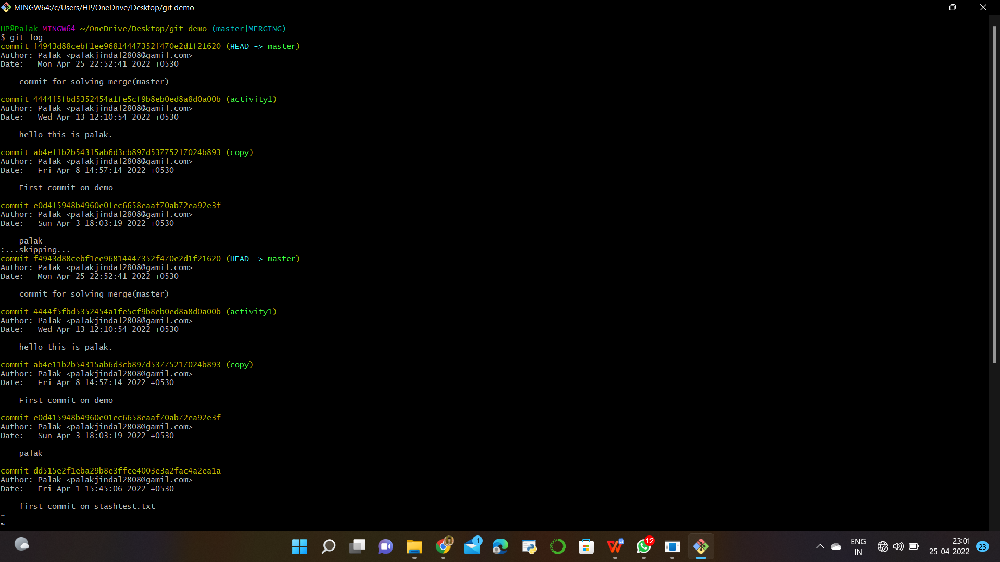 MINGW64:/c/Users/HP/OneDrive/Desktop/git demo
HP@Palak MINGW64 ~/OneDrive/Desktop/git demo (master|MERGING)
$ git log
commit f4943d88cebf1ee96814447352f470e2d1f21620 (HEAD -> master)
Author: Palak <palakjindal2808@gamil.com>
Date:   Mon Apr 25 22:52:41 2022 +0530
    commit for solving merge(master)
commit 4444f5fbd5352454a1fe5cf9b8eb0ed8a8d0a00b (activity1)
Author: Palak <palakjindal2808@gamil.com>
Date:   Wed Apr 13 12:10:54 2022 +0530
    hello this is palak.
commit ab4e11b2b54315ab6d3cb897d53775217024b893 (copy)
Author: Palak <palakjindal2808@gamil.com>
Date:   Fri Apr 8 14:57:14 2022 +0530
    First commit on demo
commit e0d415948b4960e01ec6658eaaf70ab72ea92e3f
Author: Palak <palakjindal2808@gamil.com>
Date:   Sun Apr 3 18:03:19 2022 +0530
    palak
:...skipping...
commit f4943d88cebf1ee96814447352f470e2d1f21620 (HEAD -> master)
Author: Palak <palakjindal2808@gamil.com>
Date:   Mon Apr 25 22:52:41 2022 +0530
    commit for solving merge(master)
commit 4444f5fbd5352454a1fe5cf9b8eb0ed8a8d0a00b (activity1)
Author: Palak <palakjindal2808@gamil.com>
Date:   Wed Apr 13 12:10:54 2022 +0530
    hello this is palak.
commit ab4e11b2b54315ab6d3cb897d53775217024b893 (copy)
Author: Palak <palakjindal2808@gamil.com>
Date:   Fri Apr 8 14:57:14 2022 +0530
    First commit on demo
commit e0d415948b4960e01ec6658eaaf70ab72ea92e3f
Author: Palak <palakjindal2808@gamil.com>
Date:   Sun Apr 3 18:03:19 2022 +0530
    palak
commit dd515e2f1eba29b8e3ffce4003e3a2fac4a2ea1a
Author: Palak <palakjindal2808@gamil.com>
Date:   Fri Apr 1 15:45:06 2022 +0530
    first commit on stashtest.txt
~
~
1
12
ENG
IN
23:01
25-04-2022
23